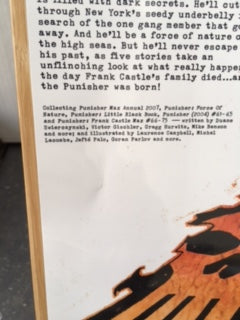 is filled with dark secrets. He'll cut
through New York's seedy underbelly
search of the one gang member that go
away. And he'll be a force of nature o
the high seas. But he'll never escape
his past, as five stories take an
unflinching look at what really happen
the day Frank Castle's family died...an
the Punisher was born!
Collecting Punisher Max Annual 2007, Punisher: Force Of
Nature, Punisher: Little Black Book, Punisher (2004) #61-65
and Punisher: Frank Castle Max #66-75 — written by Duane
Swierczynski, Victor Gischler, Gregg Hurwitz, Mike Benson
and more; and illustrated by Laurence Campbell, Michel
Lacombe, Jefté Palo, Goran Parlov and more.